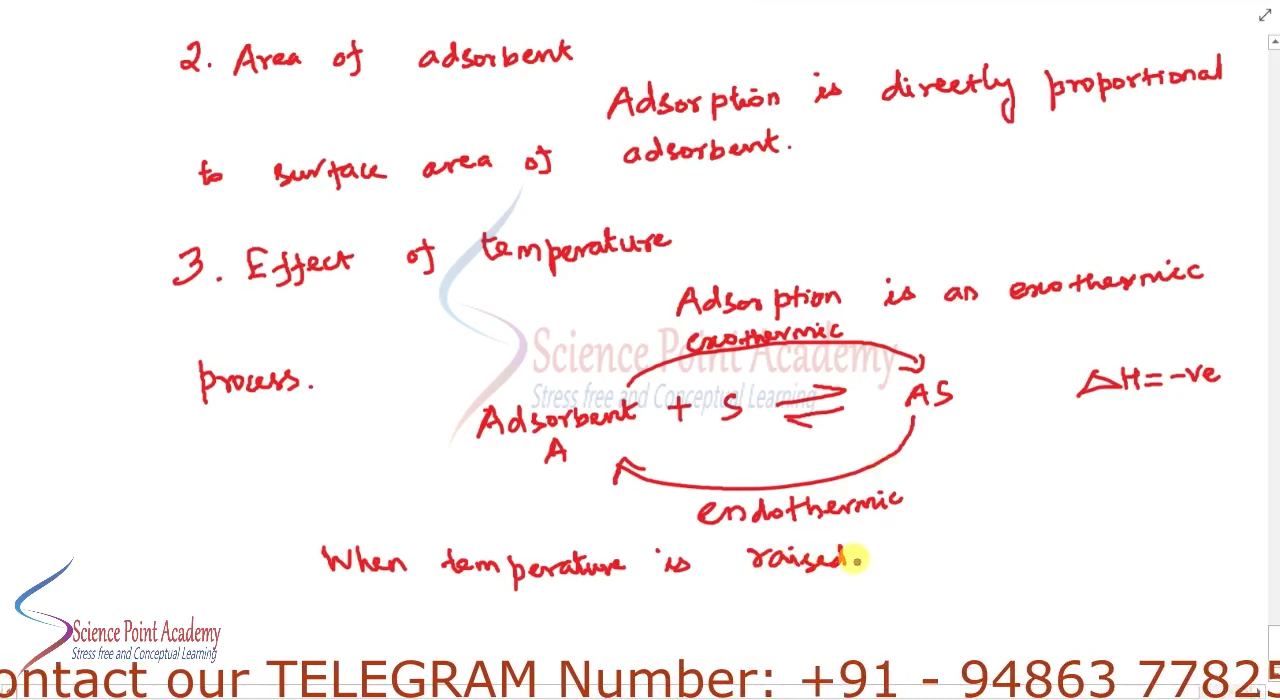 2. Area of adsorbent
Adsorption is directly proportional
to surface area of adsorbent.
3. Effect of temperature
Adsorption is an exothermic
exothermic
process.
Science Point Academy
Stress free and Conceptual Learning
Adsorbent + S ⇌ AS
ΔH = -ve
A
endothermic
When temperature is raised.
Science Point Academy
Stress free and Conceptual Learning
ontact our TELEGRAM Number: +91 - 94863 77825